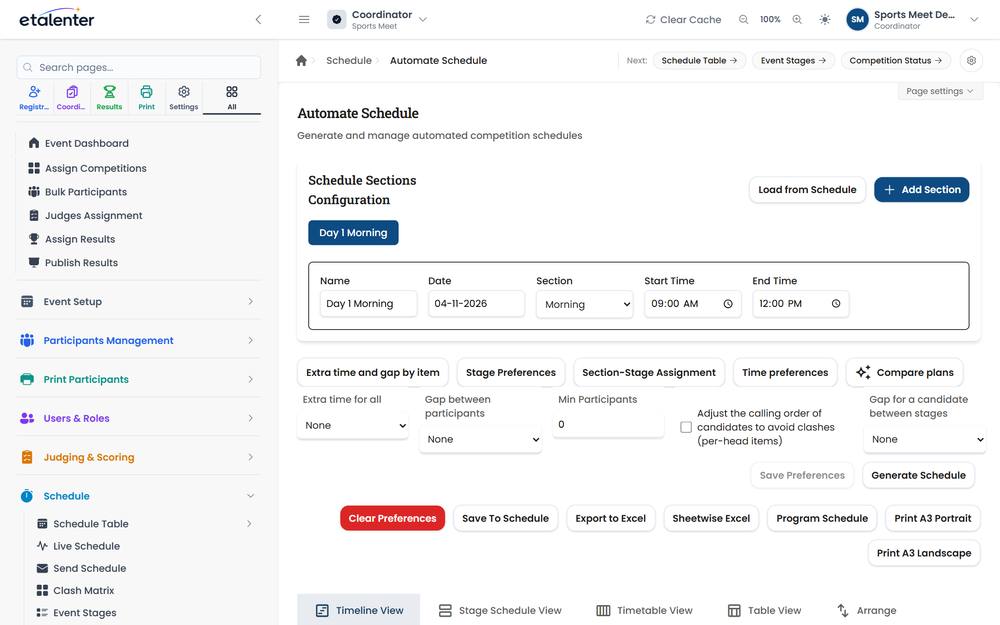 etalenter
Coordinator
Sports Meet
Clear Cache
100%
SM
Sports Meet De...
Coordinator
Search pages...
Registr...
Coordi...
Results
Print
Settings
All
Event Dashboard
Assign Competitions
Bulk Participants
Judges Assignment
Assign Results
Publish Results
Event Setup
Participants Management
Print Participants
Users & Roles
Judging & Scoring
Schedule
Schedule Table
Live Schedule
Send Schedule
Clash Matrix
Event Stages
Schedule
Automate Schedule
Next:
Schedule Table →
Event Stages →
Competition Status →
Page settings
Automate Schedule
Generate and manage automated competition schedules
Schedule Sections
Configuration
Load from Schedule
+ Add Section
Day 1 Morning
Name
Date
Section
Start Time
End Time
Day 1 Morning
04-11-2026
Morning
09:00 AM
12:00 PM
Extra time and gap by item
Stage Preferences
Section-Stage Assignment
Time preferences
Compare plans
Extra time for all
None
Gap between
participants
None
Min Participants
0
Adjust the calling order of
candidates to avoid clashes
(per-head items)
Gap for a candidate
between stages
None
Save Preferences
Generate Schedule
Clear Preferences
Save To Schedule
Export to Excel
Sheetwise Excel
Program Schedule
Print A3 Portrait
Print A3 Landscape
Timeline View
Stage Schedule View
Timetable View
Table View
Arrange